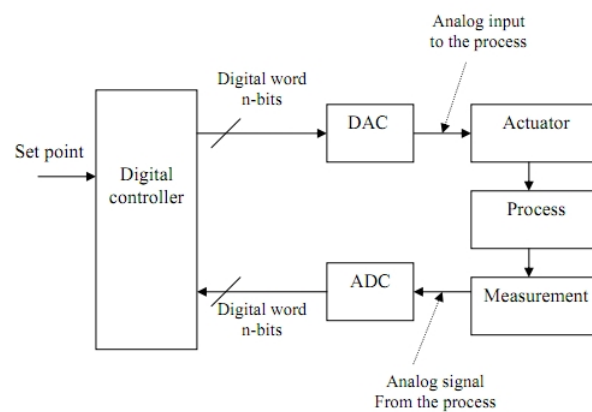 Analog input
to the process
Digital word
n-bits
DAC
Actuator
Set point
Digital
controller
Process
ADC
Measurement
Digital word
n-bits
Analog signal
From the process